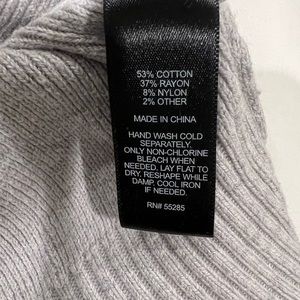 53% COTTON
37% RAYON
8% NYLON
2% OTHER
MADE IN CHINA
HAND WASH COLD
SEPARATELY.
ONLY NON-CHLORINE
BLEACH WHEN
NEEDED. LAY FLAT TO
DRY. RESHAPE WHILE
DAMP. COOL IRON
IF NEEDED.
RN# 55285